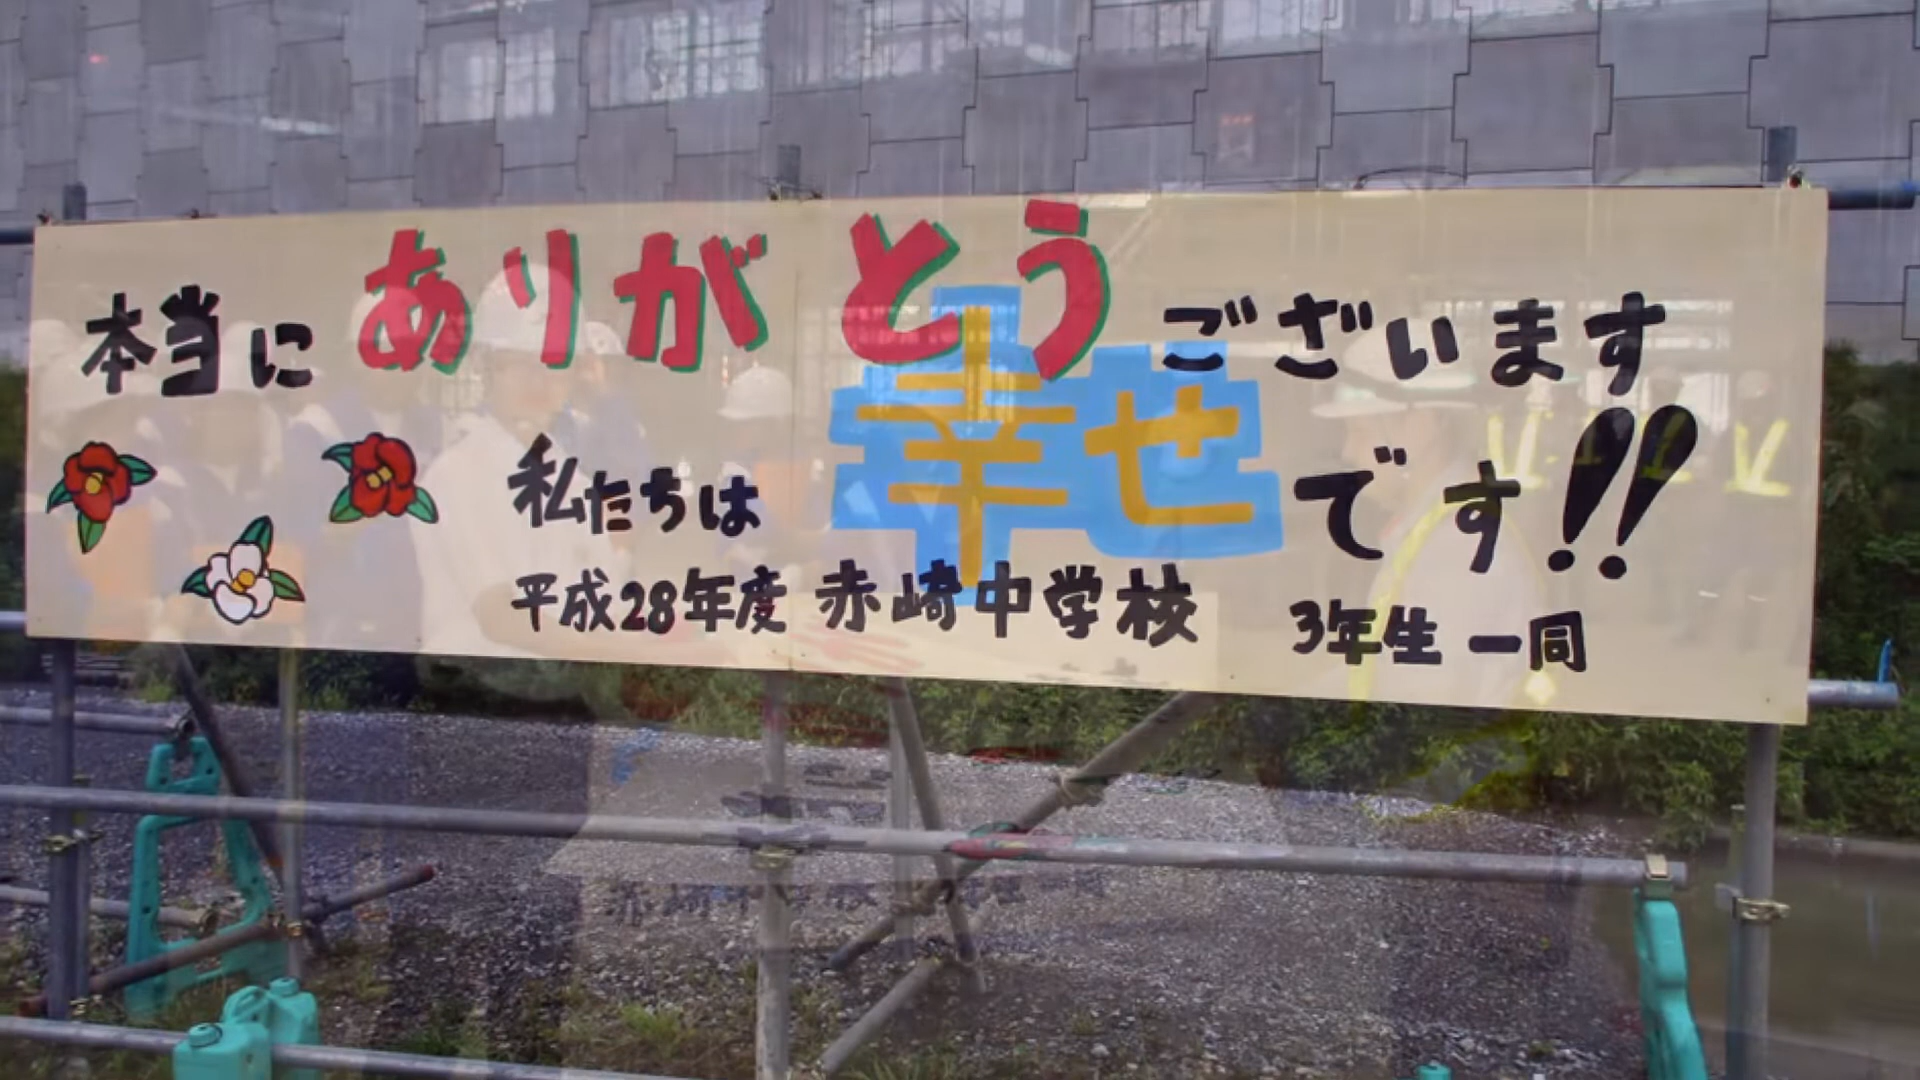 本当に ありがとう ございます
私たちは 幸せ です!!
平成28年度 赤崎中学校 3年生 一同